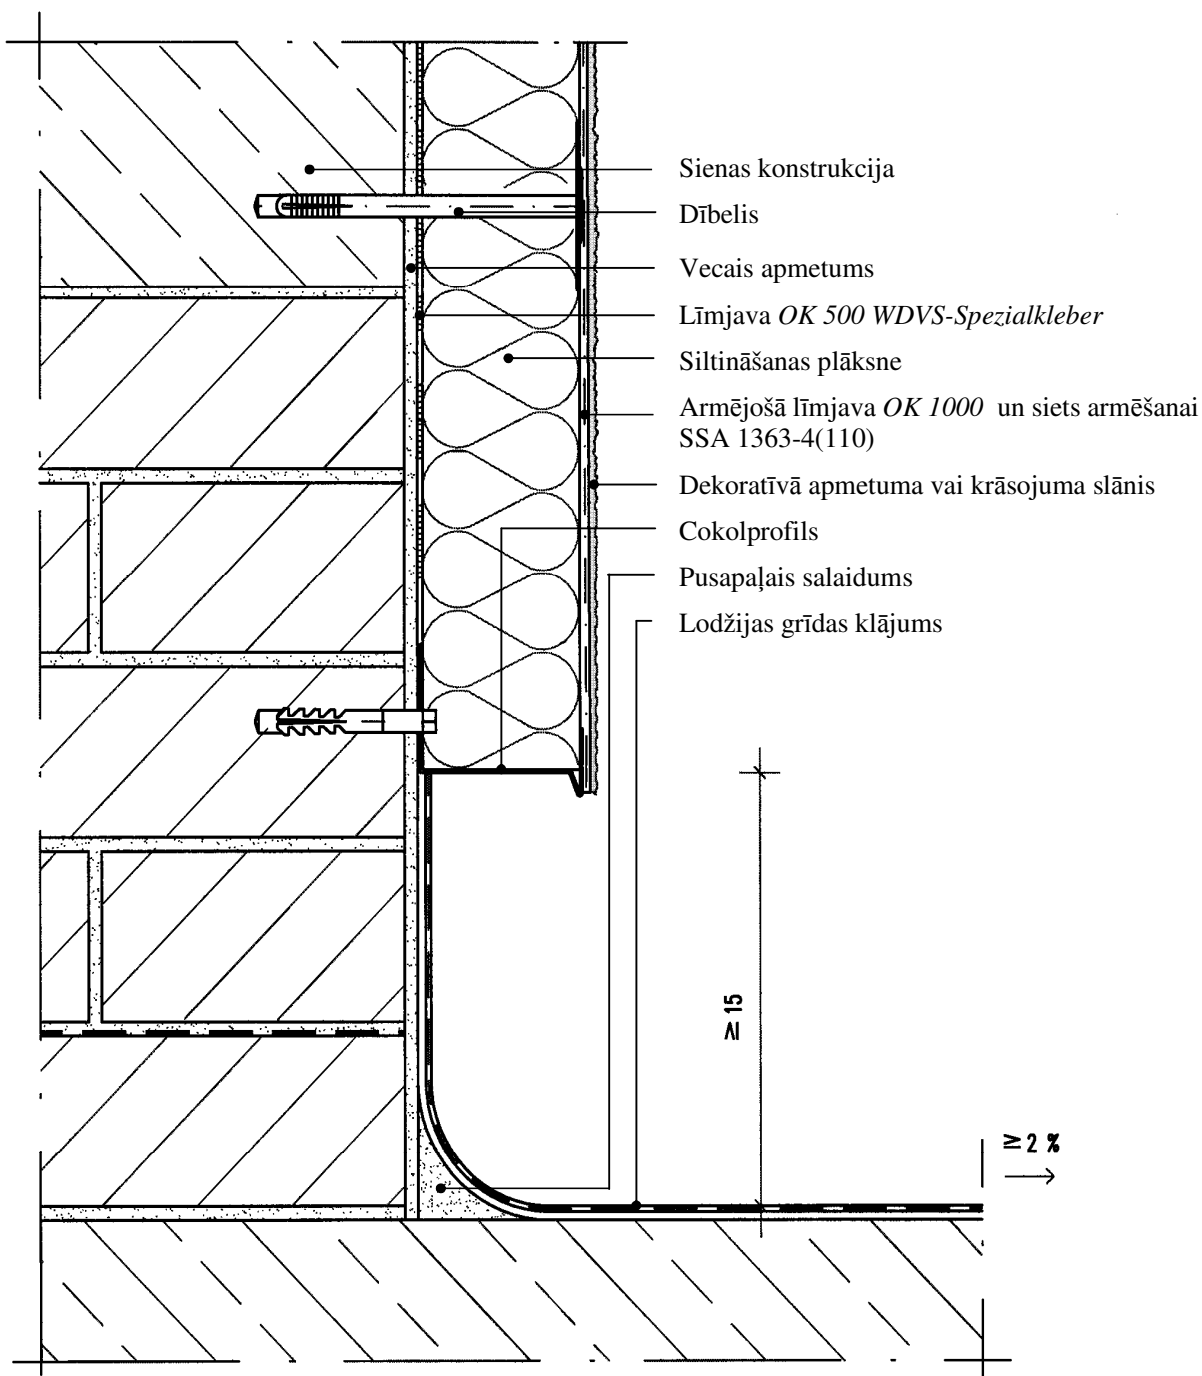 Sienas konstrukcija
Dībelis
Vecais apmetums
Līmjava OK 500 WDVS-Spezialkleber
Siltināšanas plāksne
Armējošā līmjava OK 1000 un siets armēšanai
SSA 1363-4(110)
Dekoratīvā apmetuma vai krāsojuma slānis
Cokolprofils
Pusapaļais salaidums
Lodžijas grīdas klājums
≥ 15
≥ 2 %